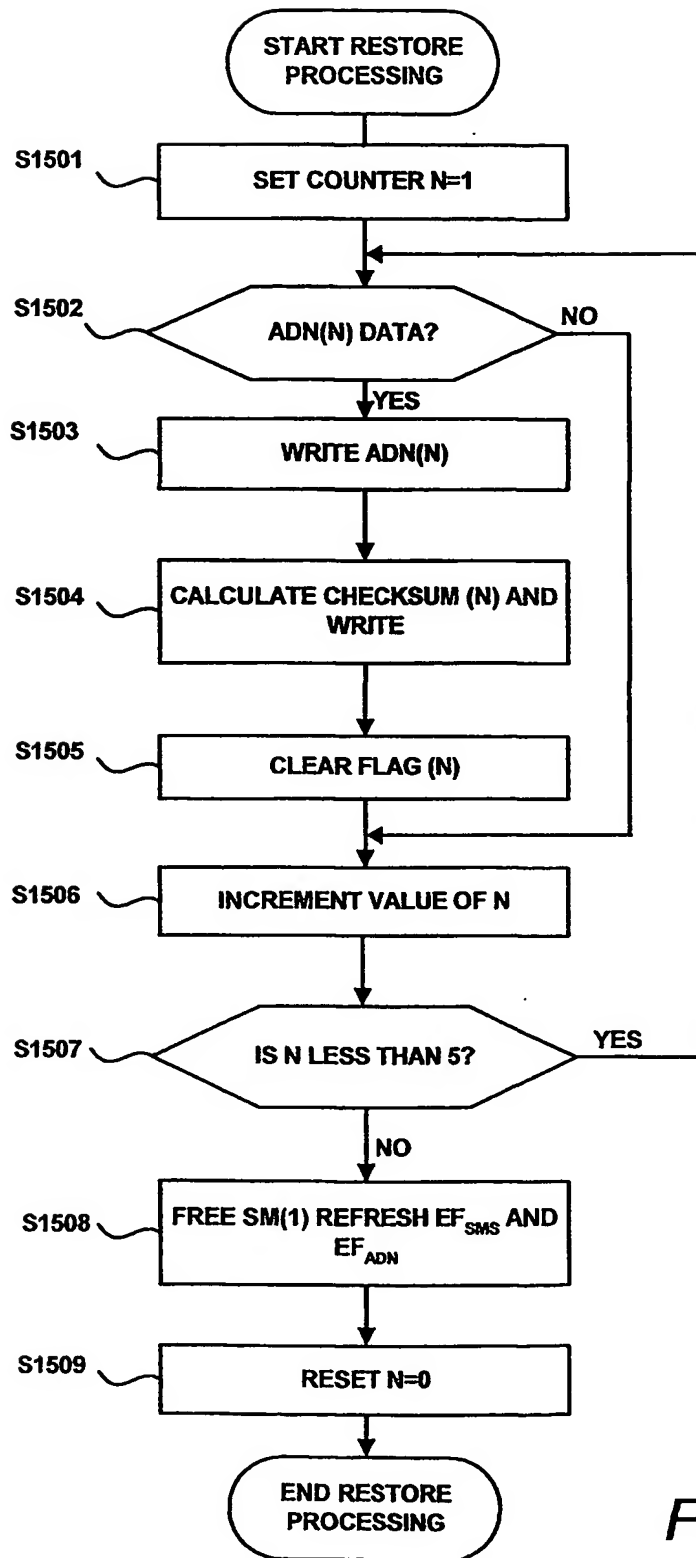 START RESTORE
PROCESSING
S1501
SET COUNTER N=1
S1502
ADN(N) DATA?
NO
YES
S1503
WRITE ADN(N)
S1504
CALCULATE CHECKSUM (N) AND
WRITE
S1505
CLEAR FLAG (N)
S1506
INCREMENT VALUE OF N
S1507
IS N LESS THAN 5?
YES
NO
S1508
FREE SM(1) REFRESH EF_SMS AND
EF_ADN
S1509
RESET N=0
END RESTORE
PROCESSING
F